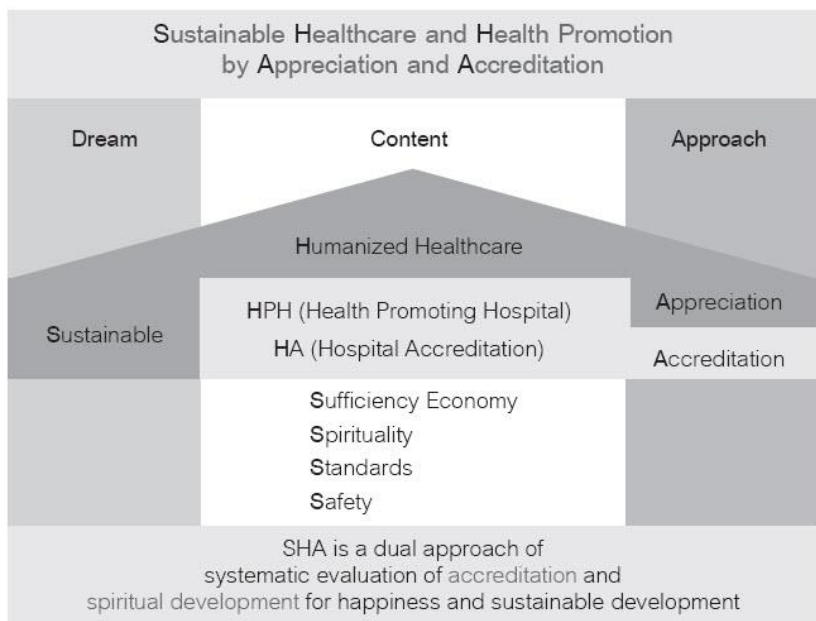 Sustainable Healthcare and Health Promotion
by Appreciation and Accreditation
Dream
Content
Approach
Humanized Healthcare
Sustainable
HPH (Health Promoting Hospital)
HA (Hospital Accreditation)
Appreciation
Accreditation
Sufficiency Economy
Spirituality
Standards
Safety
SHA is a dual approach of
systematic evaluation of accreditation and
spiritual development for happiness and sustainable development